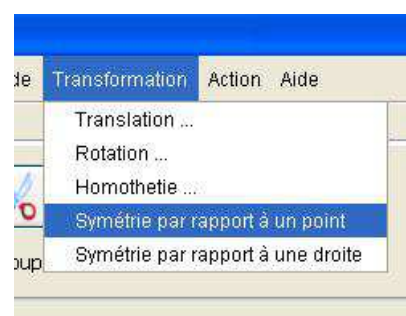 de Transformation Action Aide
Translation ...
Rotation ...
Homothetie ...
Symétrie par rapport à un point
Symétrie par rapport à une droite
oup